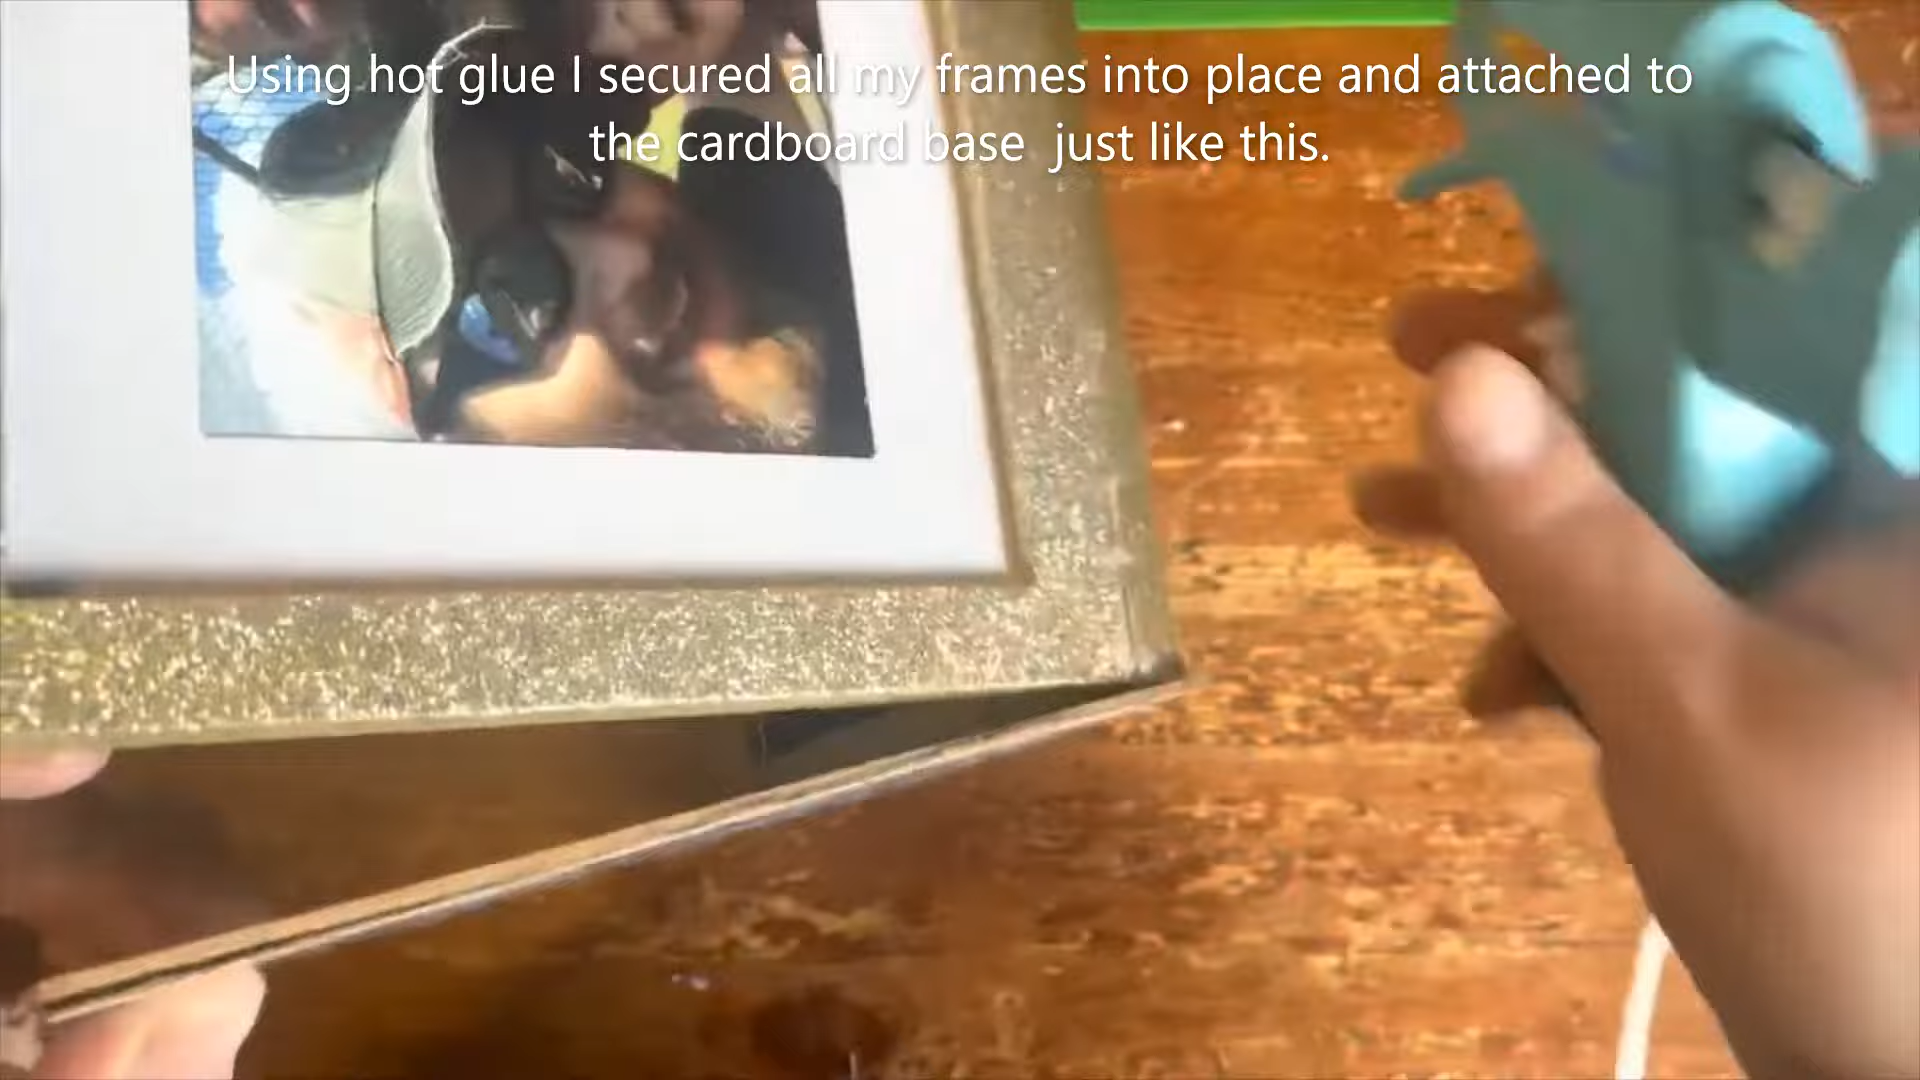 Using hot glue I secured all my frames into place and attached to
the cardboard base  just like this.